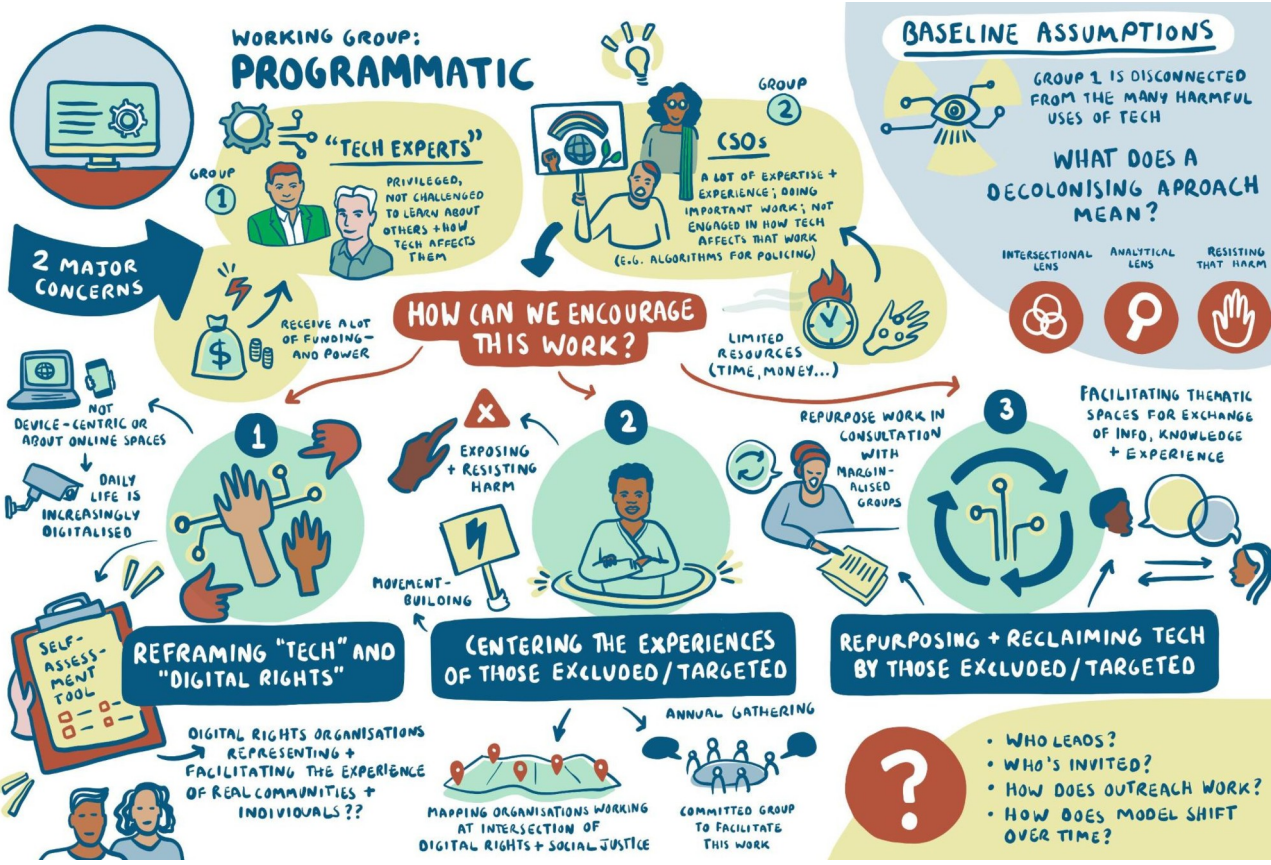 WORKING GROUP:
PROGRAMMATIC
2 MAJOR
CONCERNS
GROUP
1
"TECH EXPERTS"
PRIVILEGED,
NOT CHALLENGED
TO LEARN ABOUT
OTHERS + HOW
TECH AFFECTS
THEM
$
RECEIVE A LOT
OF FUNDING-
AND POWER
GROUP
2
CSOs
A LOT OF EXPERTISE +
EXPERIENCE; DOING
IMPORTANT WORK; NOT
ENGAGED IN HOW TECH
AFFECTS THAT WORK
(E.G. ALGORITHMS FOR POLICING)
LIMITED
RESOURCES
(TIME, MONEY...)
BASELINE ASSUMPTIONS
GROUP 1 IS DISCONNECTED
FROM THE MANY HARMFUL
USES OF TECH
WHAT DOES A
DECOLONISING APROACH
MEAN?
INTERSECTIONAL
LENS
ANALYTICAL
LENS
RESISTING
THAT HARM
HOW CAN WE ENCOURAGE
THIS WORK?
1
NOT
DEVICE-CENTRIC OR
ABOUT ONLINE SPACES
DAILY
LIFE IS
INCREASINGLY
DIGITALISED
REFRAMING "TECH" AND
"DIGITAL RIGHTS"
SELF-
ASSESS-
MENT
TOOL
DIGITAL RIGHTS ORGANISATIONS
REPRESENTING +
FACILITATING THE EXPERIENCE
OF REAL COMMUNITIES +
INDIVIDUALS??
2
X
EXPOSING
+ RESISTING
HARM
MOVEMENT-
BUILDING
CENTERING THE EXPERIENCES
OF THOSE EXCLUDED/TARGETED
MAPPING ORGANISATIONS WORKING
AT INTERSECTION OF
DIGITAL RIGHTS + SOCIAL JUSTICE
ANNUAL GATHERING
COMMITTED GROUP
TO FACILITATE
THIS WORK
3
REPURPOSE WORK IN
CONSULTATION
WITH
MARGIN-
ALISED
GROUPS
FACILITATING THEMATIC
SPACES FOR EXCHANGE
OF INFO, KNOWLEDGE
+ EXPERIENCE
REPURPOSING + RECLAIMING TECH
BY THOSE EXCLUDED/TARGETED
?
• WHO LEADS?
• WHO'S INVITED?
• HOW DOES OUTREACH WORK?
• HOW DOES MODEL SHIFT
OVER TIME?